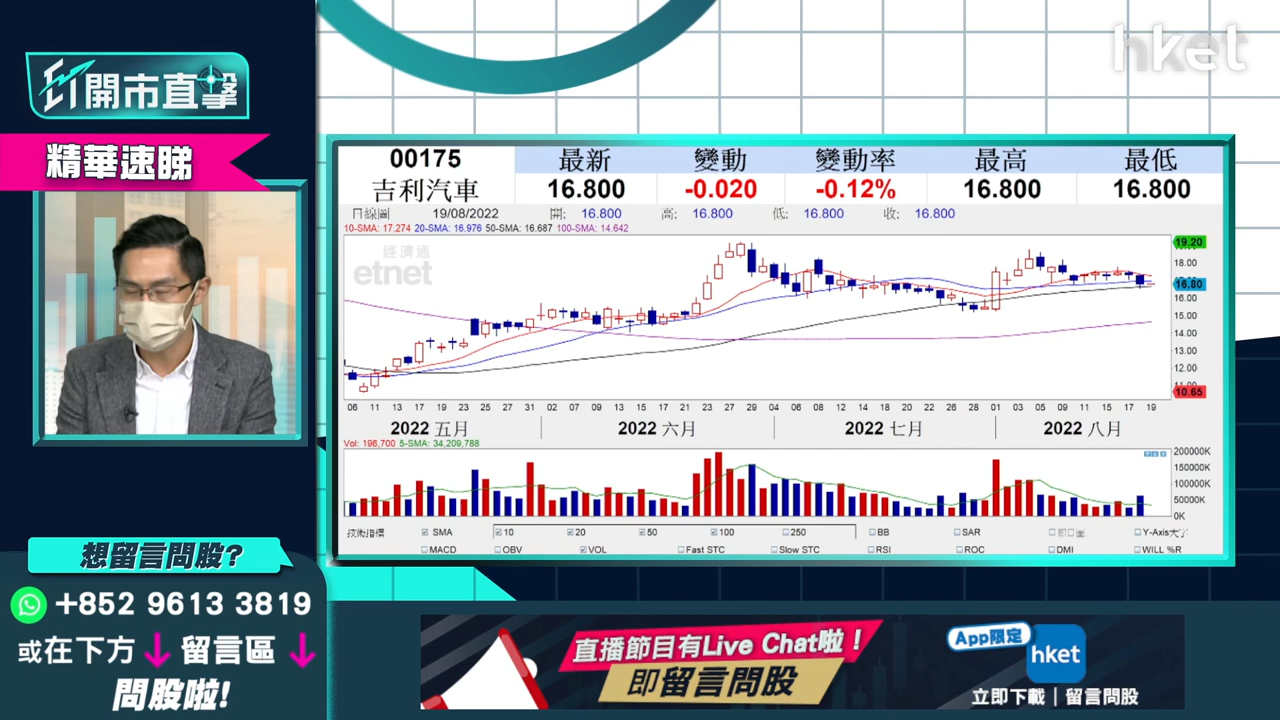 hket
ET開市直擊
精華速睇
00175 最新 變動 變動率 最高 最低
吉利汽車 16.800 -0.020 -0.12% 16.800 16.800
日線圖 19/08/2022 開: 16.800 高: 16.800 低: 16.800 收: 16.800
10-SMA: 17.274 20-SMA: 16.976 50-SMA: 16.687 100-SMA: 14.642
經濟通
etnet
19.20
18.00
16.80
16.00
15.00
14.00
13.00
12.00
11.00
10.65
06 11 13 17 19 23 25 27 31 02 07 09 13 15 17 21 23 27 29 04 06 08 12 14 18 20 22 26 28 01 03 05 09 11 15 17 19
2022 五月 2022 六月 2022 七月 2022 八月
Vol: 196,700 5-SMA: 34,209,788
200000K
150000K
100000K
50000K
0K
技術指標 SMA 10 20 50 100 250 BB SAR Y-Axis大字
MACD OBV VOL Fast STC Slow STC RSI ROC DMI WILL %R
想留言問股?
+852 9613 3819
或在下方 留言區
問股啦!
直播節目有Live Chat啦！
即留言問股
App限定
hket
立即下載｜留言問股